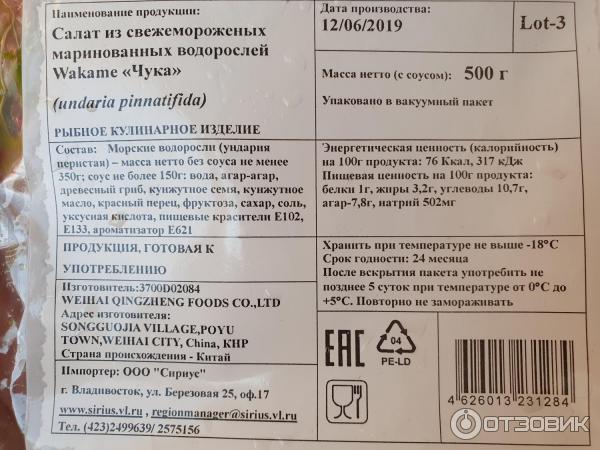 Наименование продукции:
Салат из свежемороженых
маринованных водорослей
Wakame «Чука»
(undaria pinnatifida)
РЫБНОЕ КУЛИНАРНОЕ ИЗДЕЛИЕ
Состав: Морские водоросли (ундария
перистая) – масса нетто без соуса не менее
350г; соус не более 150г: вода, агар-агар,
древесный гриб, кунжутное семя, кунжутное
масло, красный перец, фруктоза, сахар, соль,
уксусная кислота, пищевые красители Е102,
Е133, ароматизатор Е621
ПРОДУКЦИЯ, ГОТОВАЯ К
УПОТРЕБЛЕНИЮ
Изготовитель:3700D02084
WEIHAI QINGZHENG FOODS CO.,LTD
Адрес изготовителя:
SONGGUOJIA VILLAGE,POYU
TOWN,WEIHAI CITY, China, КНР
Страна происхождения - Китай
Импортер: ООО "Сириус"
г. Владивосток, ул. Березовая 25, оф.17
www.sirius.vl.ru, regionmanager@sirius.vl.ru
Тел. (423)2499639/ 2575156
Дата производства:
12/06/2019
Lot-3
Масса нетто (с соусом): 500 г
Упаковано в вакуумный пакет
Энергетическая ценность (калорийность)
на 100г продукта: 76 Ккал, 317 кДж
Пищевая ценность на 100г продукта:
белки 1г, жиры 3,2г, углеводы 10,7г,
агар-7,8г, натрий 502мг
Хранить при температуре не выше -18°С
Срок годности: 24 месяца
После вскрытия пакета употребить не
позднее 5 суток при температуре от 0°С до
+5°С. Повторно не замораживать
EAC
04
PE-LD
4626013231284
ОТЗОВИК